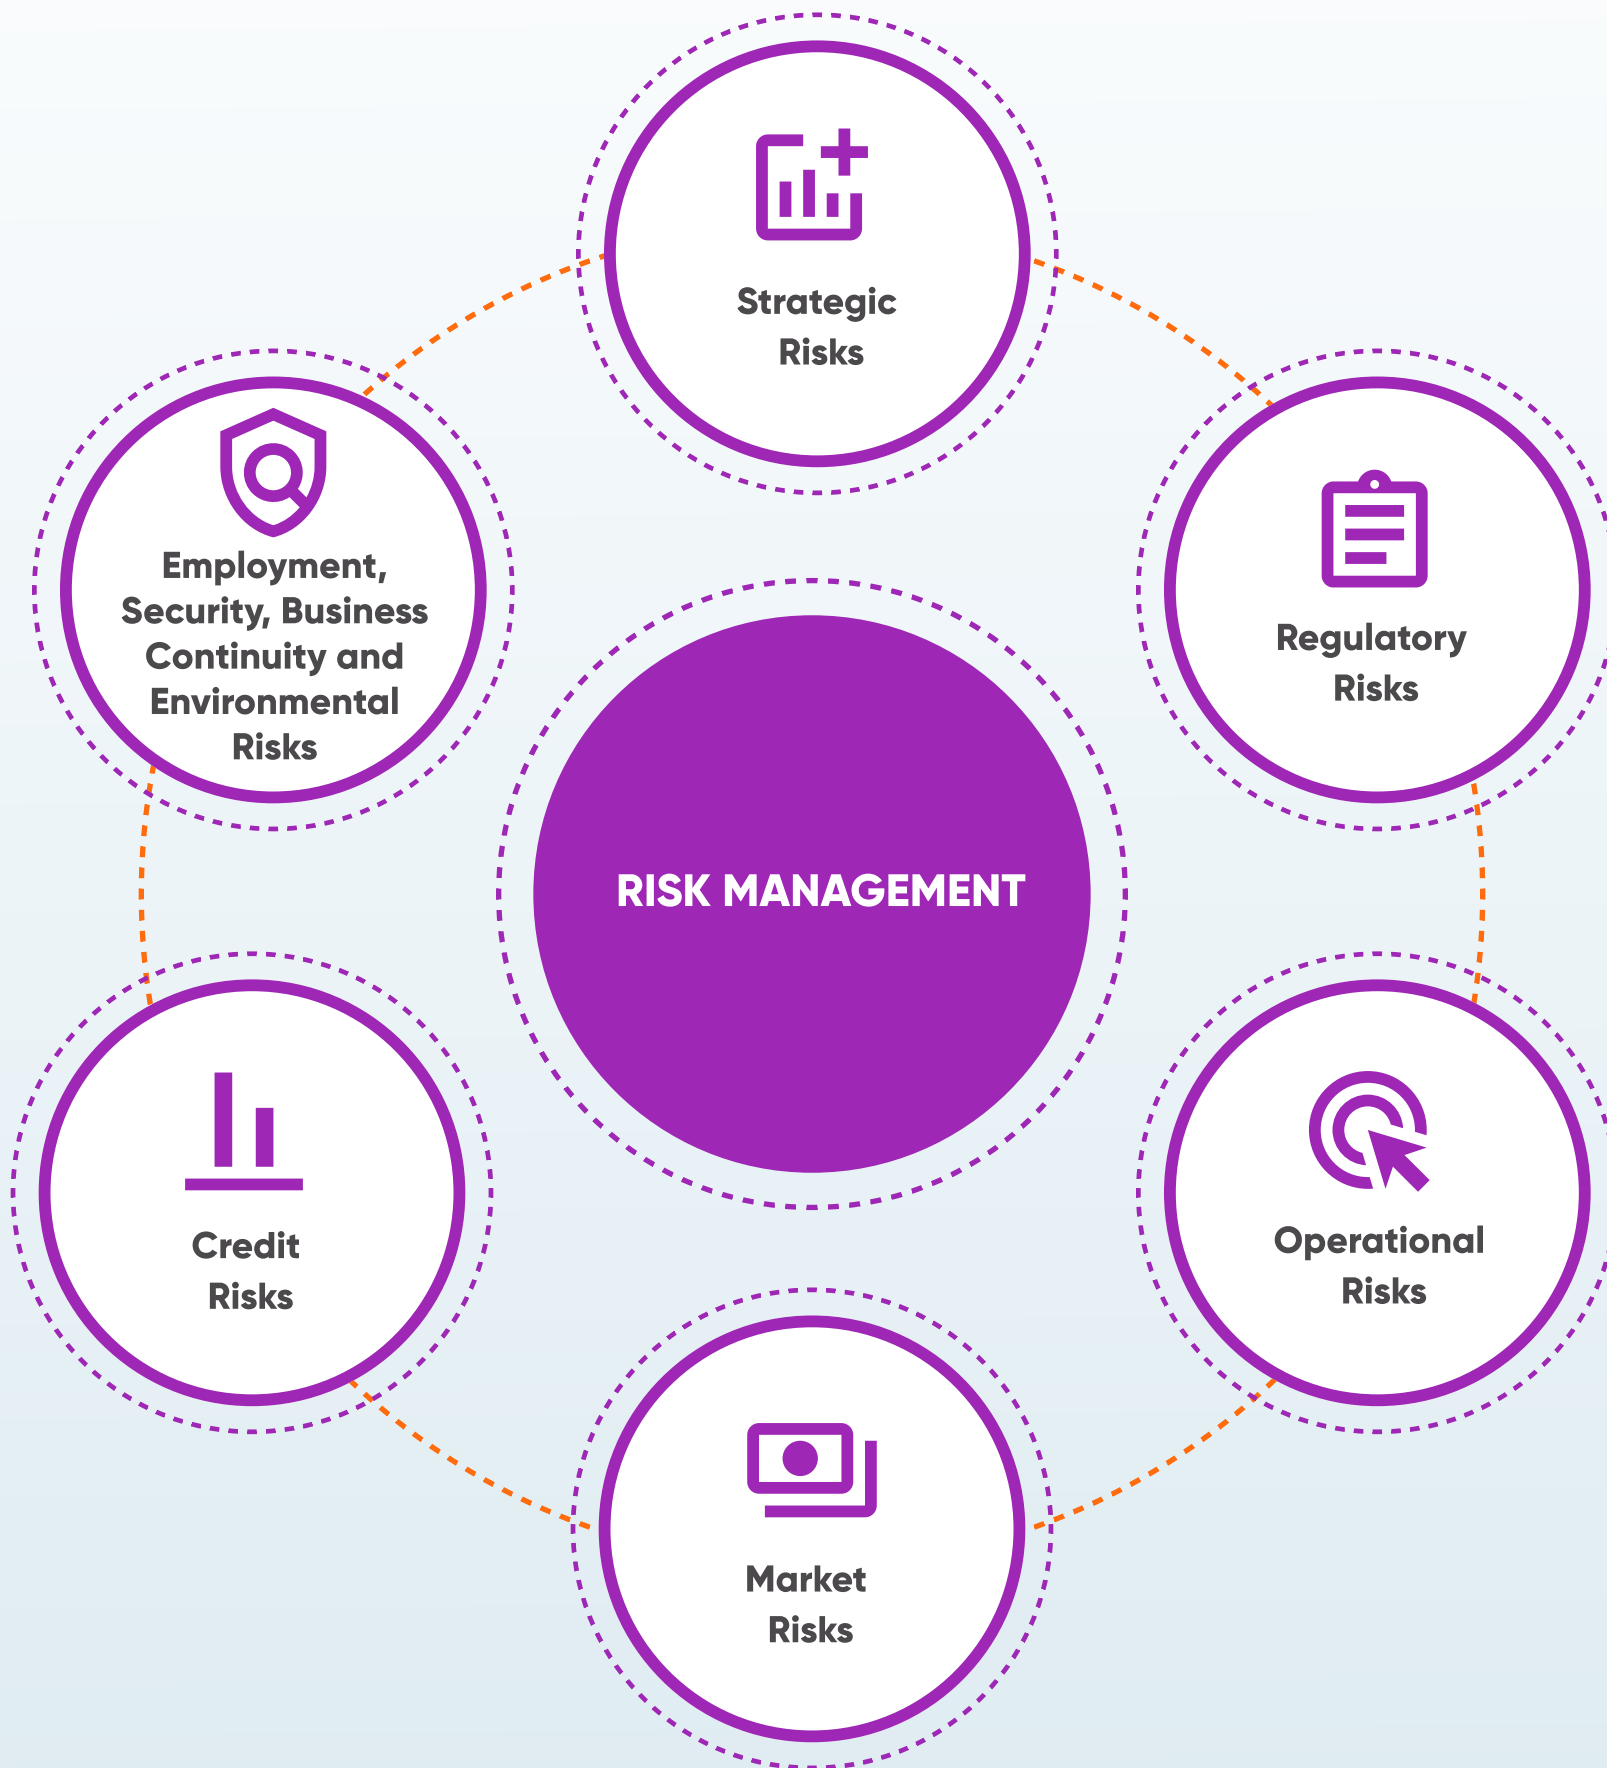 Strategic
Risks
Regulatory
Risks
Operational
Risks
Market
Risks
Credit
Risks
Employment,
Security, Business
Continuity and
Environmental
Risks
RISK MANAGEMENT